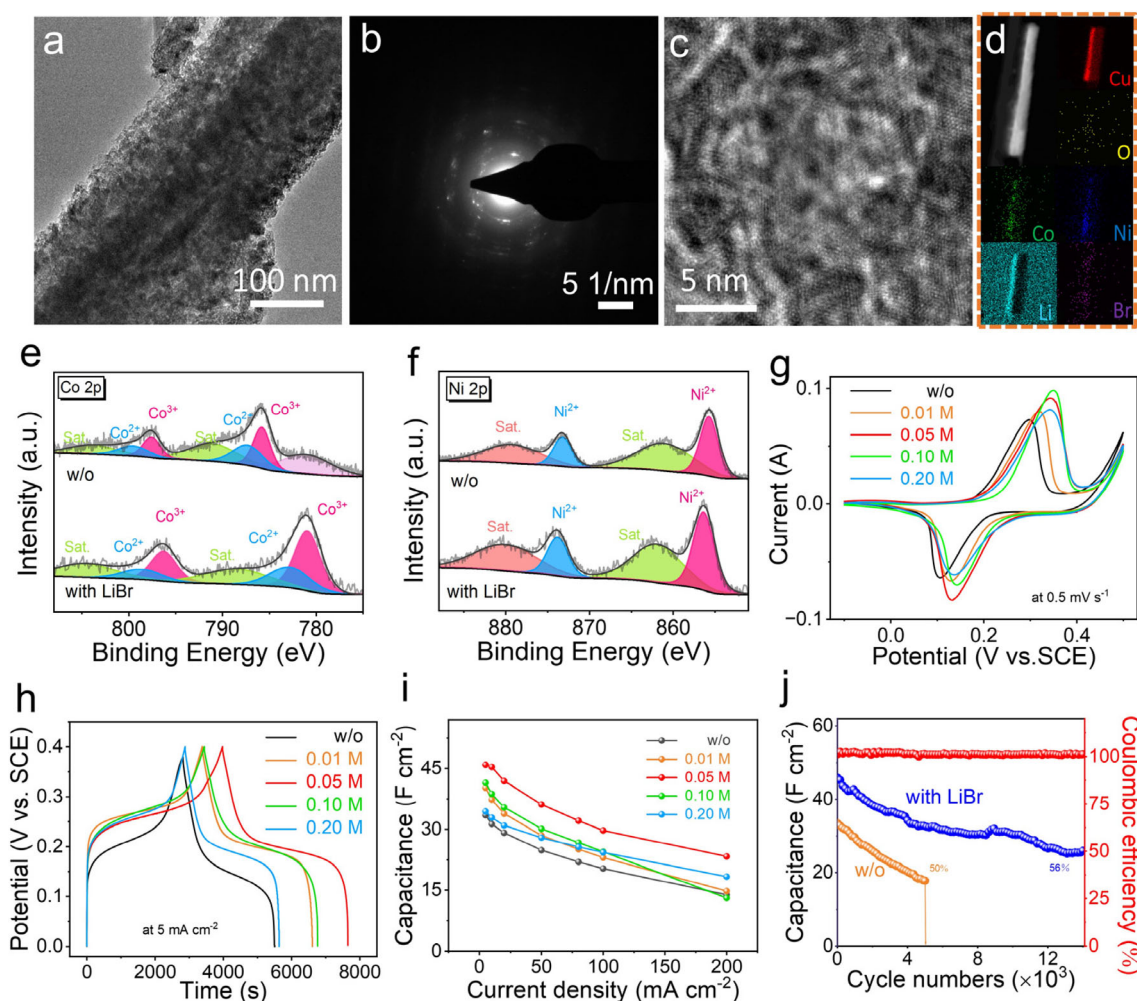 a
100 nm
b
5 1/nm
c
5 nm
d
Cu
O
Co
Ni
Li
Br
e
Co 2p
Sat.
Co²⁺
Co³⁺
Sat.
Co²⁺
Co³⁺
w/o
Sat.
Co²⁺
Co³⁺
Sat.
Co²⁺
Co³⁺
with LiBr
800
790
780
Binding Energy (eV)
Intensity (a.u.)
f
Ni 2p
Sat.
Ni²⁺
Sat.
Ni²⁺
w/o
Sat.
Ni²⁺
Sat.
Ni²⁺
with LiBr
880
870
860
Binding Energy (eV)
Intensity (a.u.)
g
0.1
0.0
−0.1
Current (A)
w/o
0.01 M
0.05 M
0.10 M
0.20 M
at 0.5 mV s⁻¹
0.0
0.2
0.4
Potential (V vs.SCE)
h
0.4
0.3
0.2
0.1
0.0
Potential (V vs. SCE)
w/o
0.01 M
0.05 M
0.10 M
0.20 M
at 5 mA cm⁻²
0
2000
4000
6000
8000
Time (s)
i
45
30
15
0
Capacitance (F cm⁻²)
w/o
0.01 M
0.05 M
0.10 M
0.20 M
0
50
100
150
200
Current density (mA cm⁻²)
j
60
40
20
0
Capacitance (F cm⁻²)
with LiBr
w/o
50%
56%
100
50
0
Coulombic efficiency (%)
0
4
8
12
Cycle numbers (×10³)